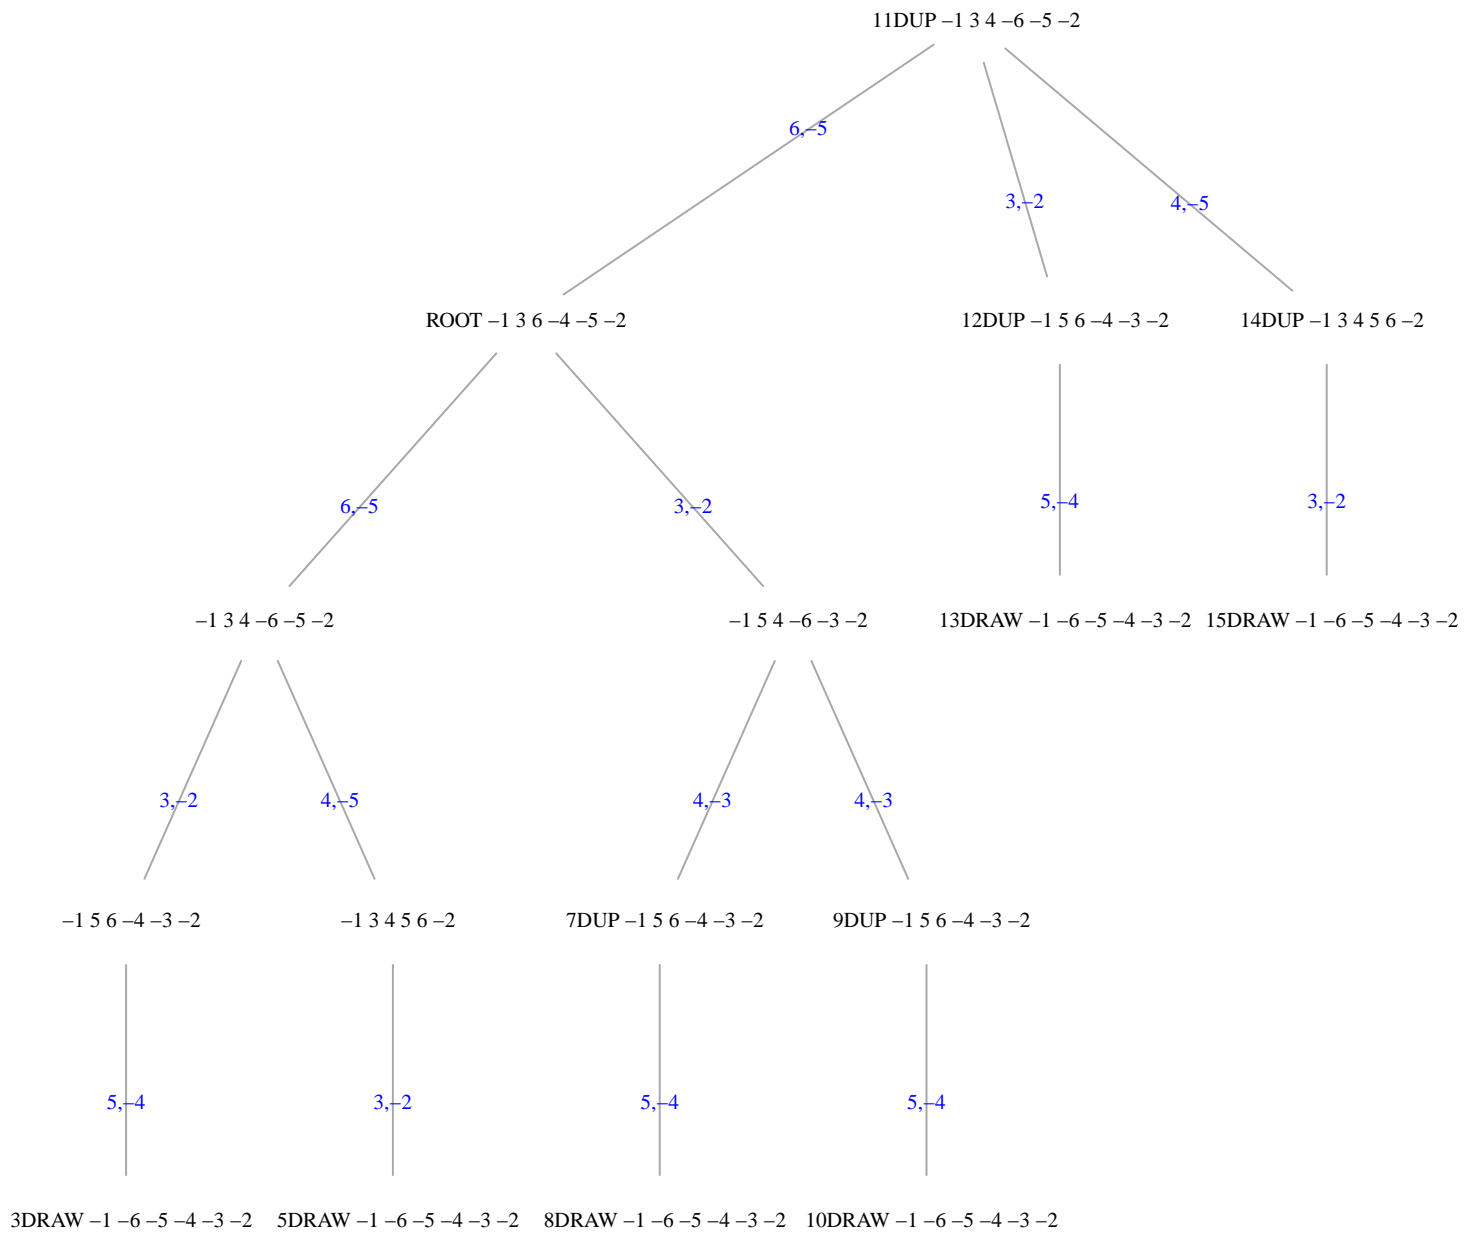 11DUP –1 3 4 –6 –5 –2
6,–5
3,–2
4,–5
ROOT –1 3 6 –4 –5 –2
12DUP –1 5 6 –4 –3 –2
14DUP –1 3 4 5 6 –2
6,–5
3,–2
5,–4
3,–2
–1 3 4 –6 –5 –2
–1 5 4 –6 –3 –2
13DRAW –1 –6 –5 –4 –3 –2
15DRAW –1 –6 –5 –4 –3 –2
3,–2
4,–5
4,–3
4,–3
–1 5 6 –4 –3 –2
–1 3 4 5 6 –2
7DUP –1 5 6 –4 –3 –2
9DUP –1 5 6 –4 –3 –2
5,–4
3,–2
5,–4
5,–4
3DRAW –1 –6 –5 –4 –3 –2
5DRAW –1 –6 –5 –4 –3 –2
8DRAW –1 –6 –5 –4 –3 –2
10DRAW –1 –6 –5 –4 –3 –2